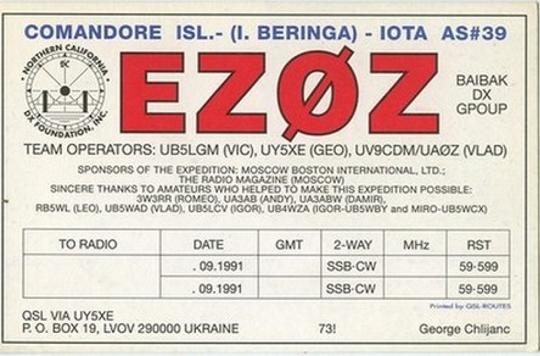 COMANDORE ISL.- (I. BERINGA) - IOTA AS#39
NORTHERN CALIFORNIA
DX FOUNDATION, INC.
EZØZ
BAIBAK
DX
GPOUP
TEAM OPERATORS: UB5LGM (VIC), UY5XE (GEO), UV9CDM/UAØZ (VLAD)
SPONSORS OF THE EXPEDITION: MOSCOW BOSTON INTERNATIONAL, LTD.;
THE RADIO MAGAZINE (MOSCOW)
SINCERE THANKS TO AMATEURS WHO HELPED TO MAKE THIS EXPEDITION POSSIBLE:
3W3RR (ROMEO), UA3AB (ANDY), UA3ABW (DAMIR),
RB5WL (LEO), UB5WAD (VLAD), UB5LCV (IGOR), UB4WZA (IGOR-UB5WBY and MIRO-UB5WCX)
TO RADIO DATE GMT 2-WAY MHz RST
. 09.1991 SSB-CW 59-599
. 09.1991 SSB-CW 59-599
Printed by QSL-ROUTES
QSL VIA UY5XE
P. O. BOX 19, LVOV 290000 UKRAINE 73! George Chlijanc